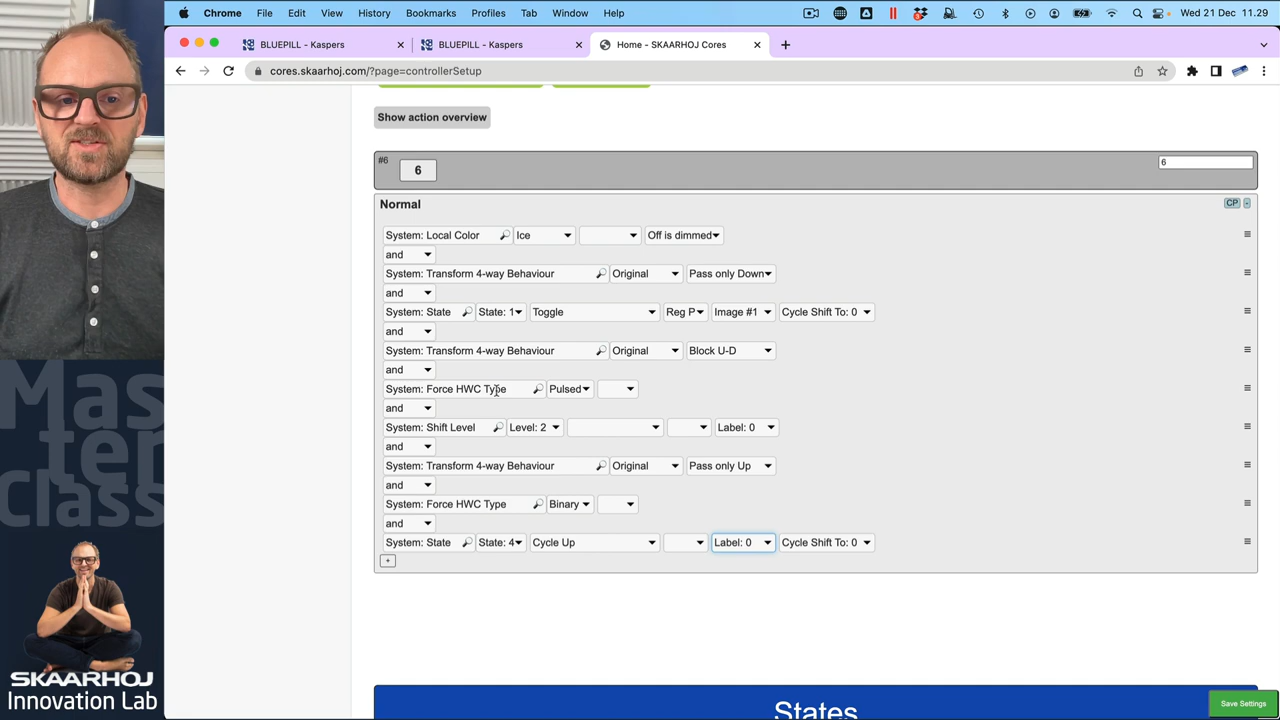 Chrome File Edit View History Bookmarks Profiles Tab Window Help Wed 21 Dec 11.29
BLUEPILL - Kaspers
BLUEPILL - Kaspers
Home - SKAARHOJ Cores
cores.skaarhoj.com/?page=controllerSetup
Show action overview
#6 6 6
Normal CP -
System: Local Color Ice Off is dimmed
and
System: Transform 4-way Behaviour Original Pass only Down
and
System: State State: 1 Toggle Reg P Image #1 Cycle Shift To: 0
and
System: Transform 4-way Behaviour Original Block U-D
and
System: Force HWC Type Pulsed
and
System: Shift Level Level: 2 Label: 0
and
System: Transform 4-way Behaviour Original Pass only Up
and
System: Force HWC Type Binary
and
System: State State: 4 Cycle Up Label: 0 Cycle Shift To: 0
+
States
Save Settings
Mas
ter
Class
SKAARHOJ
Innovation Lab